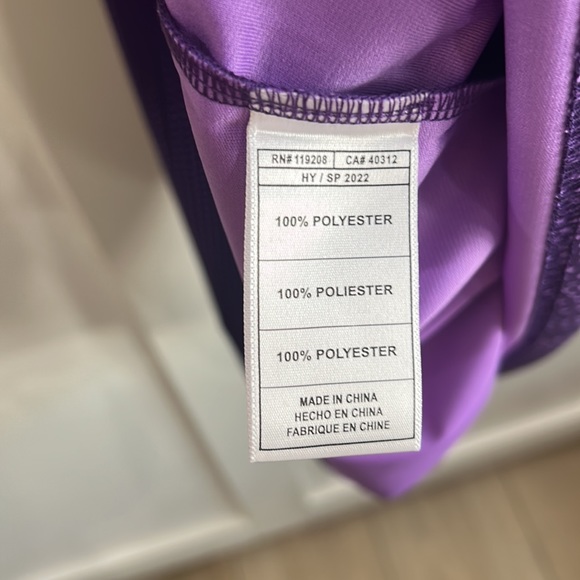 RN# 119208 CA# 40312
HY / SP 2022
100% POLYESTER
100% POLIESTER
100% POLYESTER
MADE IN CHINA
HECHO EN CHINA
FABRIQUE EN CHINE